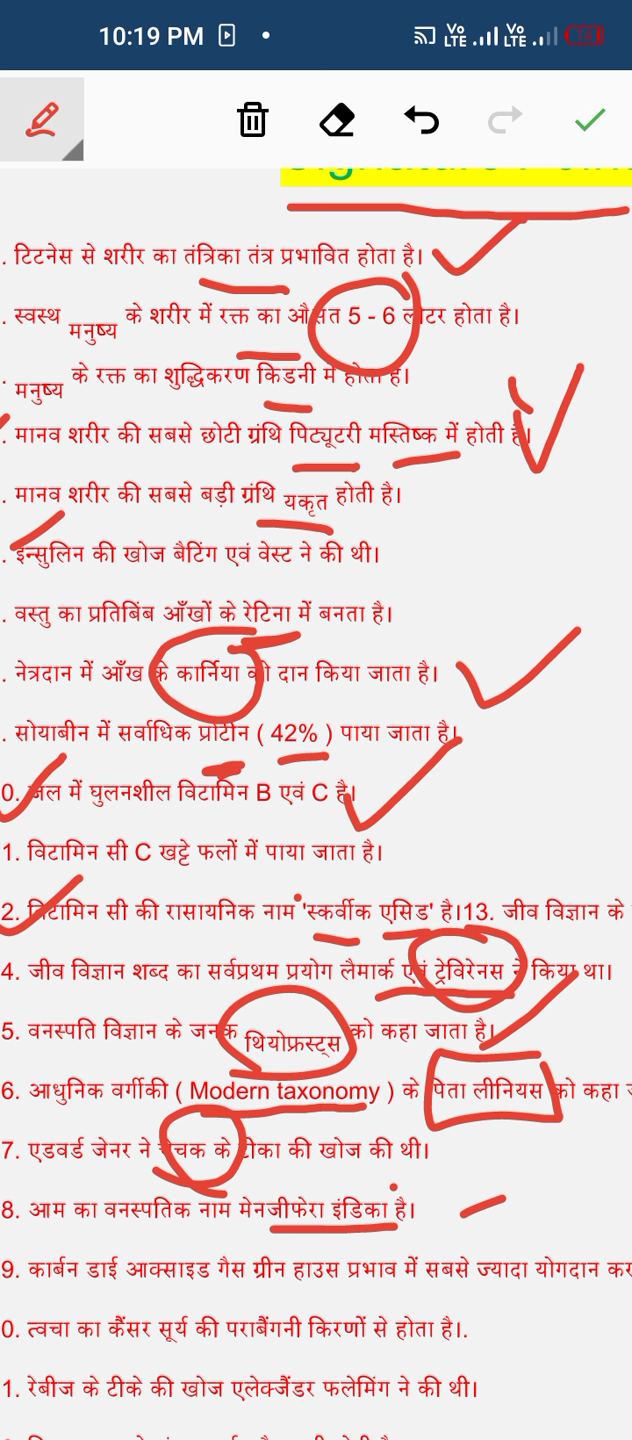 10:19 PM
Vo LTE Vo LTE
. टिटनेस से शरीर का तंत्रिका तंत्र प्रभावित होता है।
. स्वस्थ मनुष्य के शरीर में रक्त का औसत 5 - 6 लीटर होता है।
. मनुष्य के रक्त का शुद्धिकरण किडनी में होता है।
. मानव शरीर की सबसे छोटी ग्रंथि पिट्यूटरी मस्तिष्क में होती है।
. मानव शरीर की सबसे बड़ी ग्रंथि यकृत होती है।
. इन्सुलिन की खोज बैटिंग एवं वेस्ट ने की थी।
. वस्तु का प्रतिबिंब आँखों के रेटिना में बनता है।
. नेत्रदान में आँख के कार्निया को दान किया जाता है।
. सोयाबीन में सर्वाधिक प्रोटीन ( 42% ) पाया जाता है।
0. जल में घुलनशील विटामिन B एवं C है।
1. विटामिन सी C खट्टे फलों में पाया जाता है।
2. विटामिन सी की रासायनिक नाम 'स्कर्वीक एसिड' है।13. जीव विज्ञान के
4. जीव विज्ञान शब्द का सर्वप्रथम प्रयोग लैमार्क एवं ट्रेविरेनस ने किया था।
5. वनस्पति विज्ञान के जनक थियोफ्रस्ट्स को कहा जाता है।
6. आधुनिक वर्गीकी ( Modern taxonomy ) के पिता लीनियस को कहा
7. एडवर्ड जेनर ने चेचक के टीका की खोज की थी।
8. आम का वनस्पतिक नाम मेनजीफेरा इंडिका है।
9. कार्बन डाई आक्साइड गैस ग्रीन हाउस प्रभाव में सबसे ज्यादा योगदान
0. त्वचा का कैंसर सूर्य की पराबैंगनी किरणों से होता है।.
1. रेबीज के टीके की खोज एलेक्जैंडर फलेमिंग ने की थी।